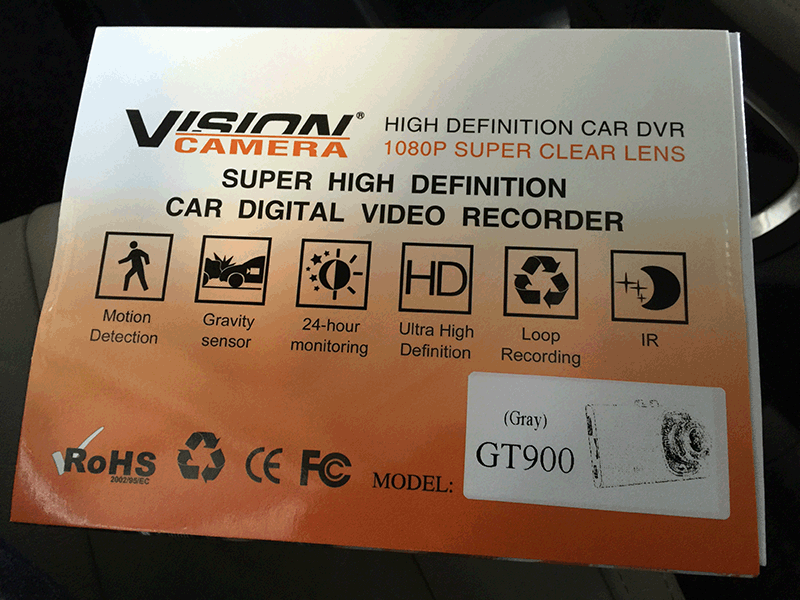 VISION®
CAMERA
HIGH DEFINITION CAR DVR
1080P SUPER CLEAR LENS
SUPER HIGH DEFINITION
CAR DIGITAL VIDEO RECORDER
HD
Motion
Detection
Gravity
sensor
24-hour
monitoring
Ultra High
Definition
Loop
Recording
IR
RoHS
2002/95/EC
CE
FC
MODEL:
(Gray)
GT900